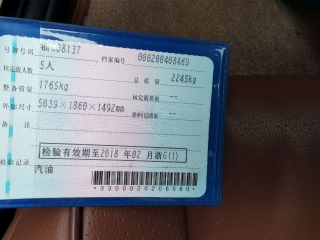 号牌号码 档案编号 000200408469
核定载人数 5人 总质量 2245kg
整备质量 1765kg 核定载质量 --
外廓尺寸 5039×1860×1492mm 准牵引总质量 --
备注
检验有效期至2018年02月浙G(1)
检验记录
汽油